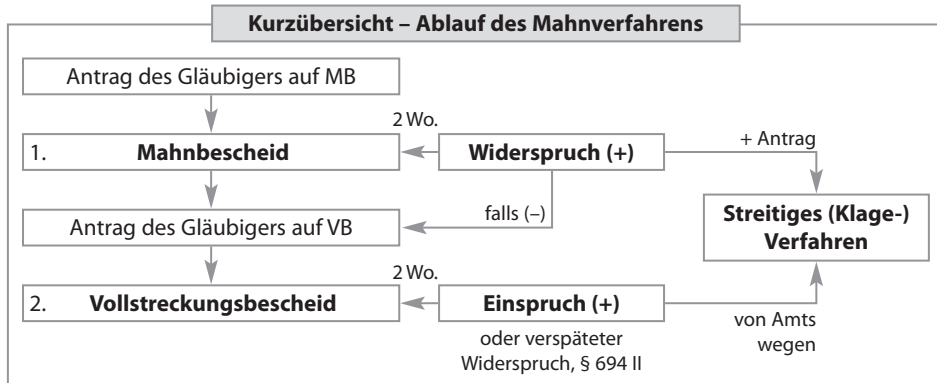 Kurzübersicht – Ablauf des Mahnverfahrens
Antrag des Gläubigers auf MB
2 Wo.
1. Mahnbescheid
Widerspruch (+)
+ Antrag
falls (–)
Antrag des Gläubigers auf VB
Streitiges (Klage-)
Verfahren
2 Wo.
2. Vollstreckungsbescheid
Einspruch (+)
oder verspäteter
Widerspruch, § 694 II
von Amts
wegen